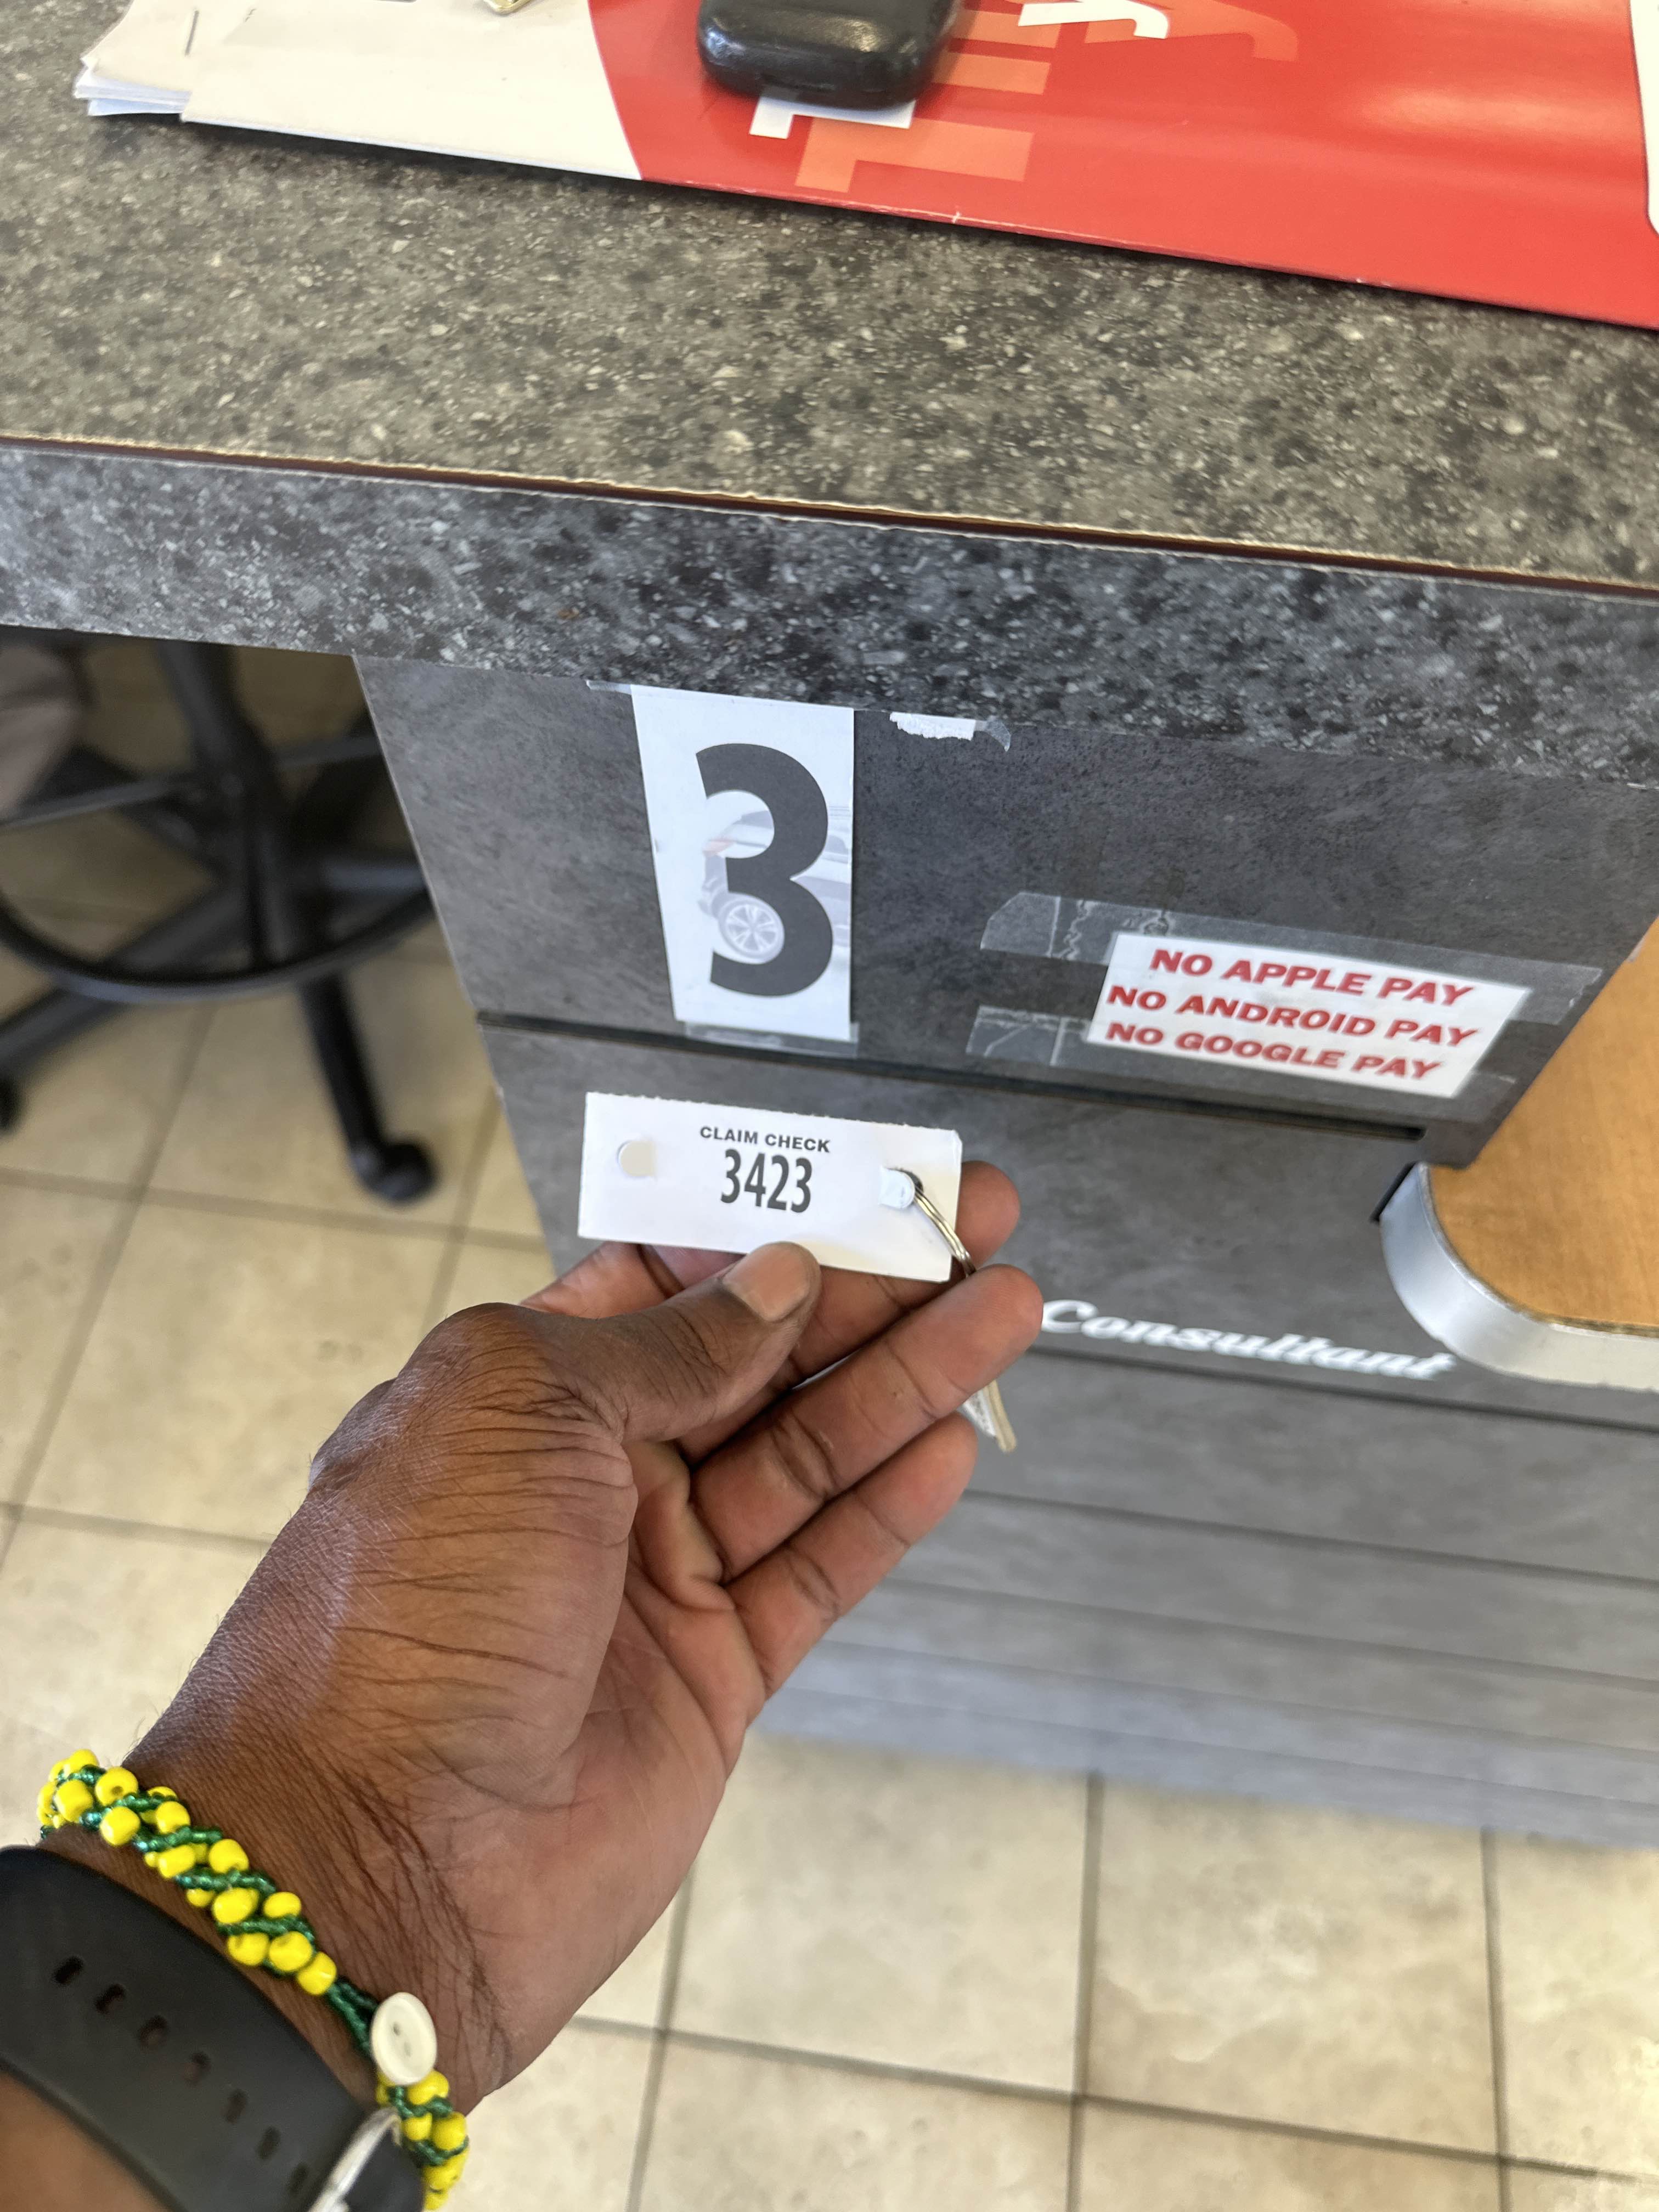 3
NO APPLE PAY
NO ANDROID PAY
NO GOOGLE PAY
CLAIM CHECK
3423
Consultant